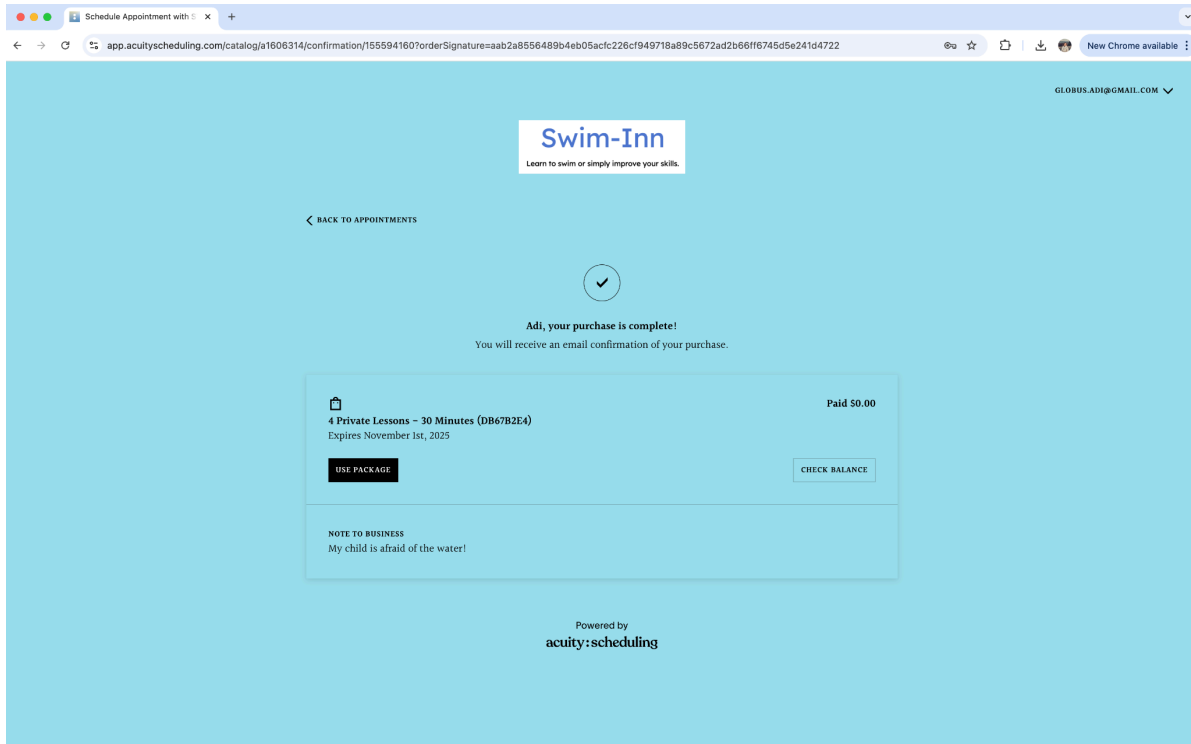 Schedule Appointment with S
app.acuityscheduling.com/catalog/a1606314/confirmation/155594160?orderSignature=aab2a8556489b4eb05acfc226cf949718a89c5672ad2b66ff6745d5e241d4722
New Chrome available
GLOBUS.ADI@GMAIL.COM
Swim-Inn
Learn to swim or simply improve your skills.
BACK TO APPOINTMENTS
Adi, your purchase is complete!
You will receive an email confirmation of your purchase.
Paid $0.00
4 Private Lessons - 30 Minutes (DB67B2E4)
Expires November 1st, 2025
USE PACKAGE
CHECK BALANCE
NOTE TO BUSINESS
My child is afraid of the water!
Powered by
acuity:scheduling